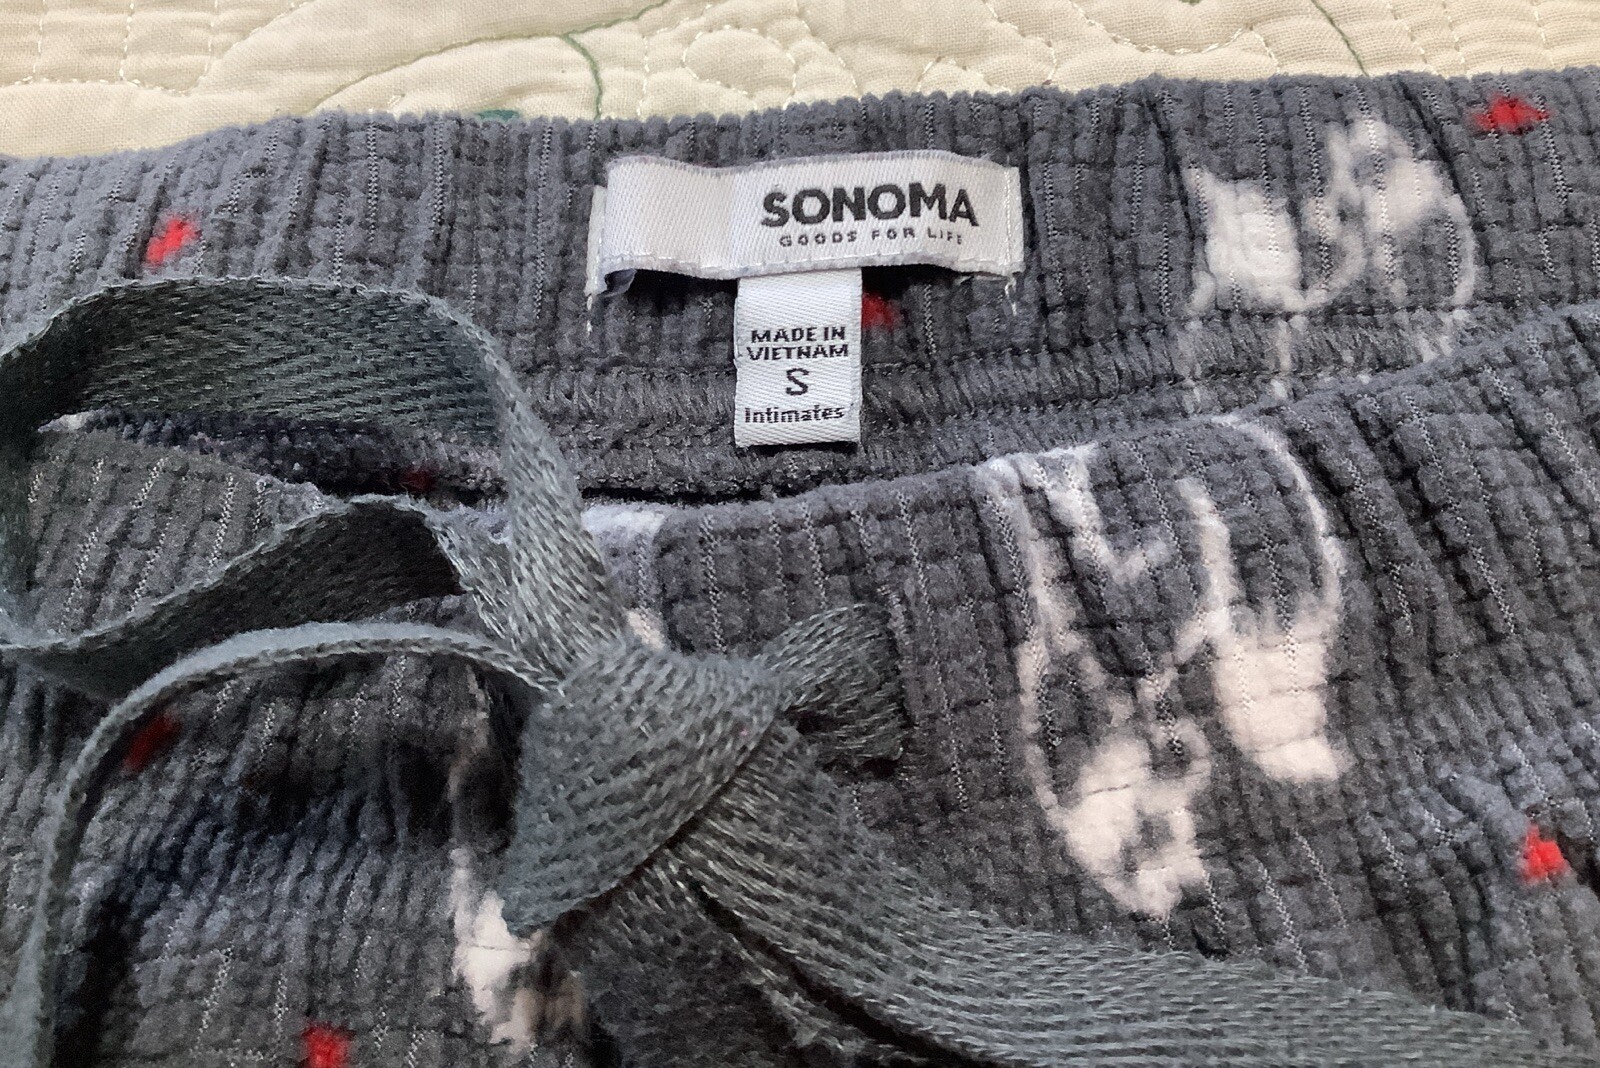 SONOMA
GOODS FOR LIFE
MADE IN
VIETNAM
S
Intimates